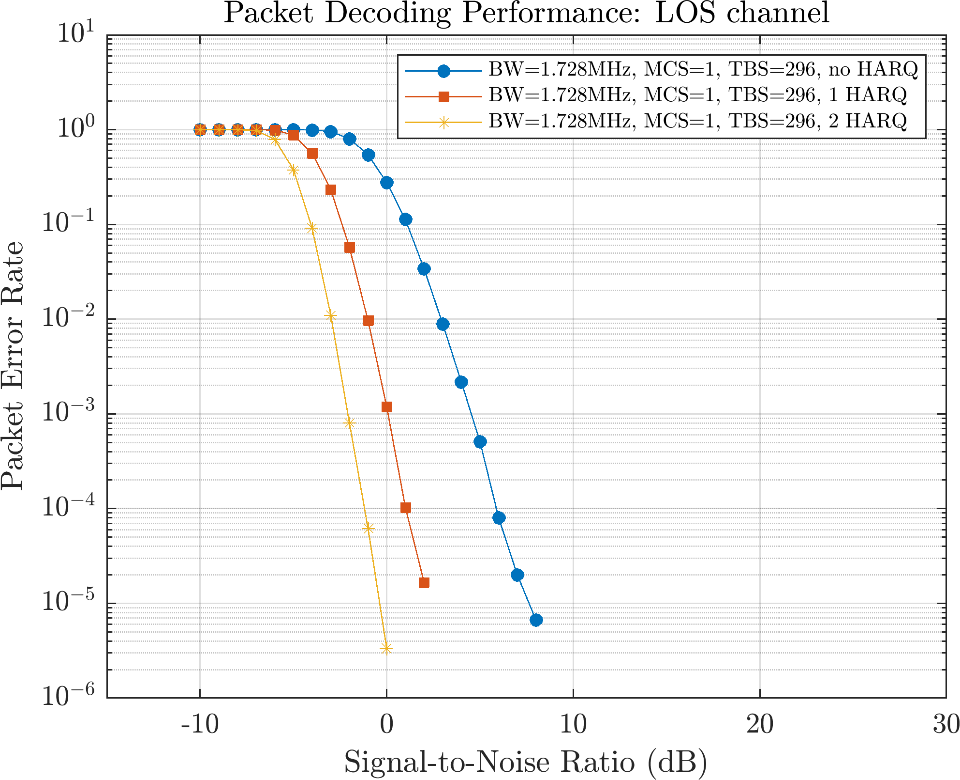 Packet Decoding Performance: LOS channel
BW=1.728MHz, MCS=1, TBS=296, no HARQ
BW=1.728MHz, MCS=1, TBS=296, 1 HARQ
BW=1.728MHz, MCS=1, TBS=296, 2 HARQ
10^1
10^0
10^-1
10^-2
10^-3
10^-4
10^-5
10^-6
Packet Error Rate
-10 0 10 20 30
Signal-to-Noise Ratio (dB)